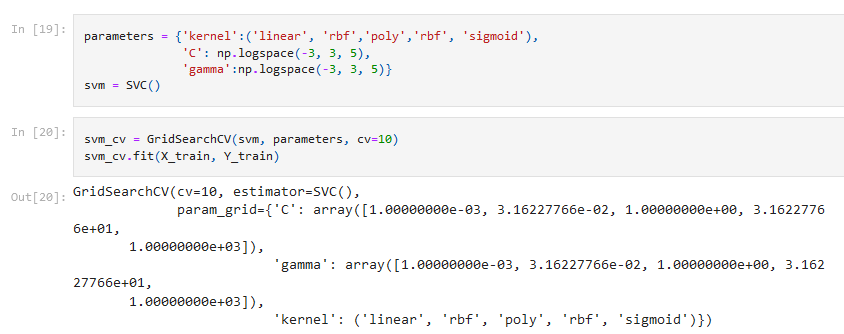 In [19]:
parameters = {'kernel':('linear', 'rbf','poly','rbf', 'sigmoid'),
'C': np.logspace(-3, 3, 5),
'gamma':np.logspace(-3, 3, 5)}
svm = SVC()
In [20]:
svm_cv = GridSearchCV(svm, parameters, cv=10)
svm_cv.fit(X_train, Y_train)
Out[20]:
GridSearchCV(cv=10, estimator=SVC(),
param_grid={'C': array([1.00000000e-03, 3.16227766e-02, 1.00000000e+00, 3.1622776
6e+01,
1.00000000e+03]),
'gamma': array([1.00000000e-03, 3.16227766e-02, 1.00000000e+00, 3.162
27766e+01,
1.00000000e+03]),
'kernel': ('linear', 'rbf', 'poly', 'rbf', 'sigmoid')})